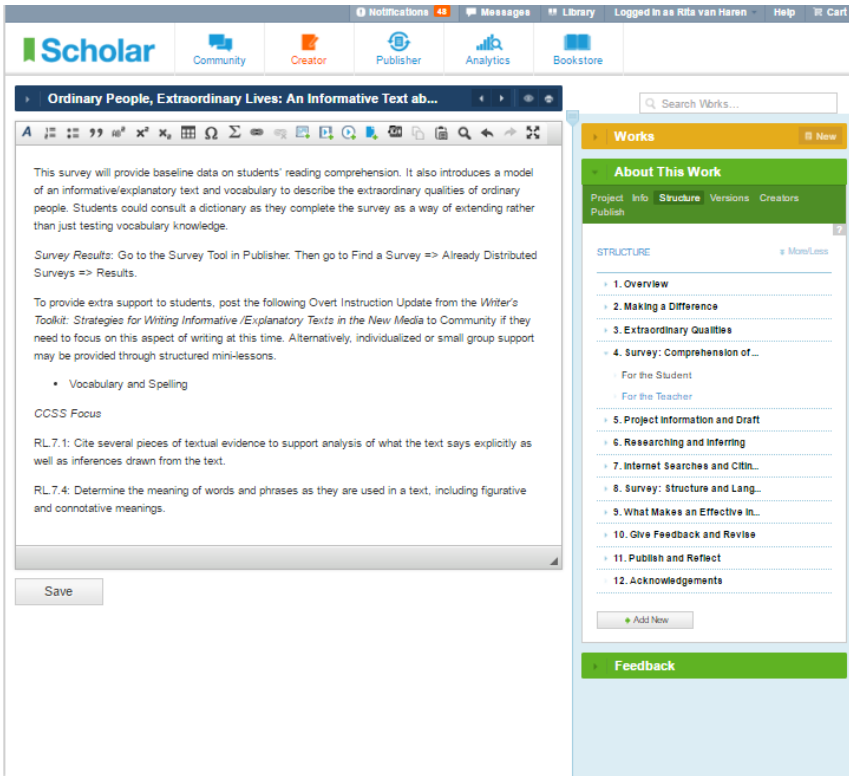 Notifications 48 Messages Library Logged in as Rita van Haren Help Cart
Scholar
Community Creator Publisher Analytics Bookstore
Ordinary People, Extraordinary Lives: An Informative Text ab...
Search Works...
This survey will provide baseline data on students' reading comprehension. It also introduces a model
of an informative/explanatory text and vocabulary to describe the extraordinary qualities of ordinary
people. Students could consult a dictionary as they complete the survey as a way of extending rather
than just testing vocabulary knowledge.
Survey Results: Go to the Survey Tool in Publisher. Then go to Find a Survey => Already Distributed
Surveys => Results.
To provide extra support to students, post the following Overt Instruction Update from the Writer's
Toolkit: Strategies for Writing Informative /Explanatory Texts in the New Media to Community if they
need to focus on this aspect of writing at this time. Alternatively, individualized or small group support
may be provided through structured mini-lessons.
• Vocabulary and Spelling
CCSS Focus
RL.7.1: Cite several pieces of textual evidence to support analysis of what the text says explicitly as
well as inferences drawn from the text.
RL.7.4: Determine the meaning of words and phrases as they are used in a text, including figurative
and connotative meanings.
Save
Works New
About This Work
Project Info Structure Versions Creators
Publish
?
STRUCTURE More/Less
1. Overview
2. Making a Difference
3. Extraordinary Qualities
4. Survey: Comprehension of...
For the Student
For the Teacher
5. Project Information and Draft
6. Researching and Inferring
7. Internet Searches and Citin...
8. Survey: Structure and Lang...
9. What Makes an Effective In...
10. Give Feedback and Revise
11. Publish and Reflect
12. Acknowledgements
Add New
Feedback